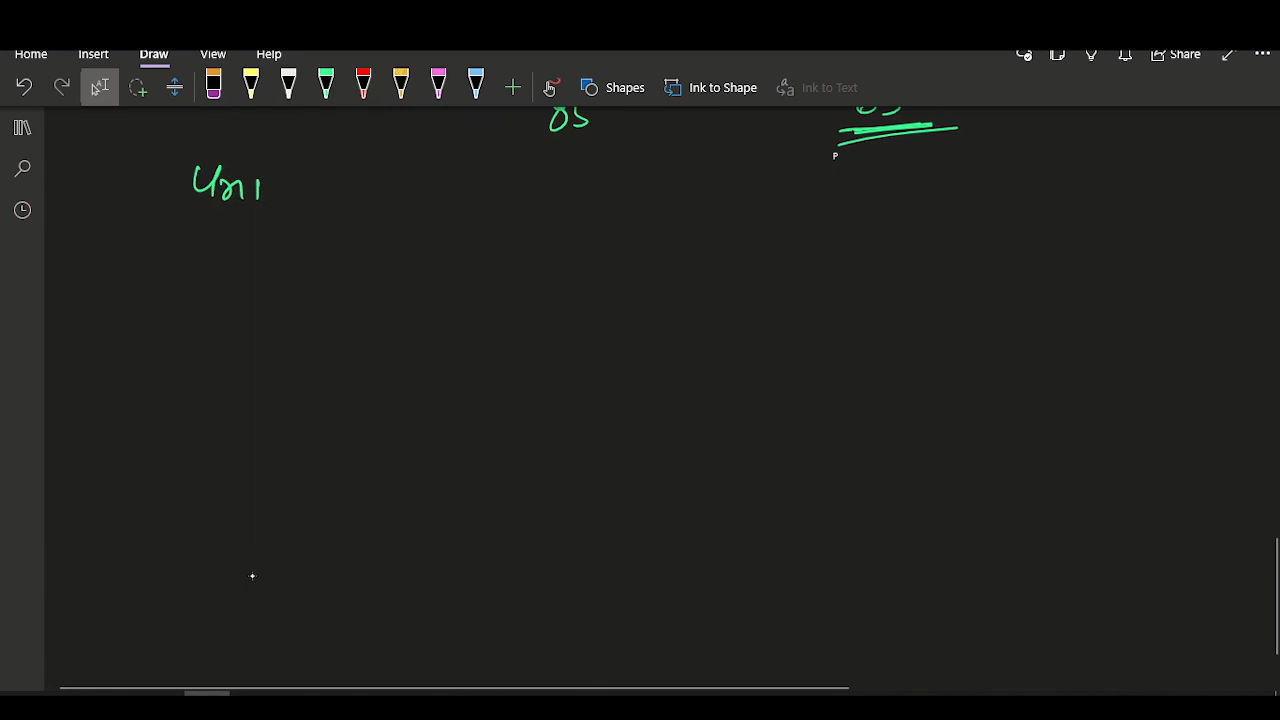 Home Insert Draw View Help Share
Shapes Ink to Shape Ink to Text
OS
Uni
P